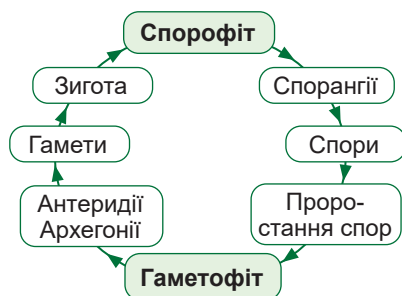 Спорофіт
Зигота
Спорангії
Гамети
Спори
Антеридії
Архегонії
Проро-
стання спор
Гаметофіт